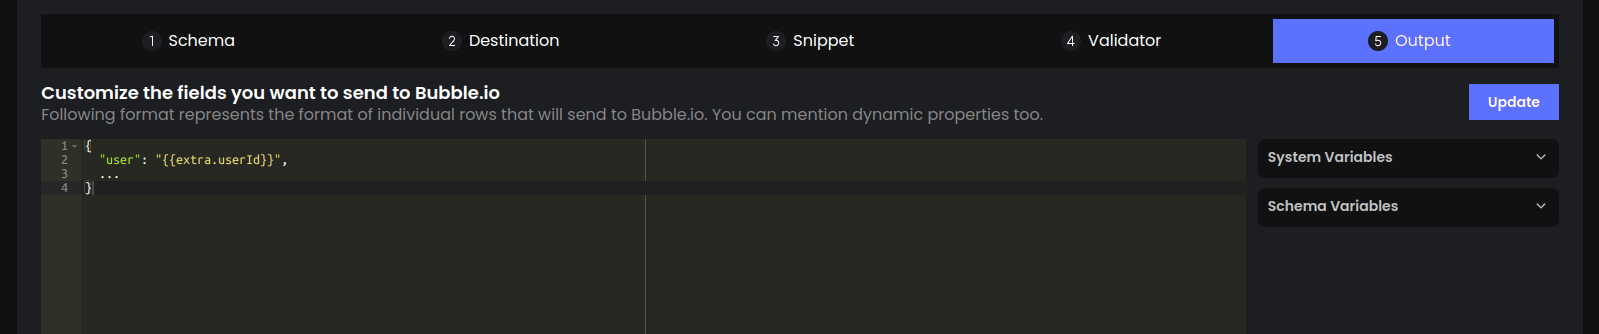 1 Schema
2 Destination
3 Snippet
4 Validator
5 Output
Customize the fields you want to send to Bubble.io
Following format represents the format of individual rows that will send to Bubble.io. You can mention dynamic properties too.
Update
1 {
2 "user": "{{extra.userId}}",
3 ...
4 }
System Variables
Schema Variables